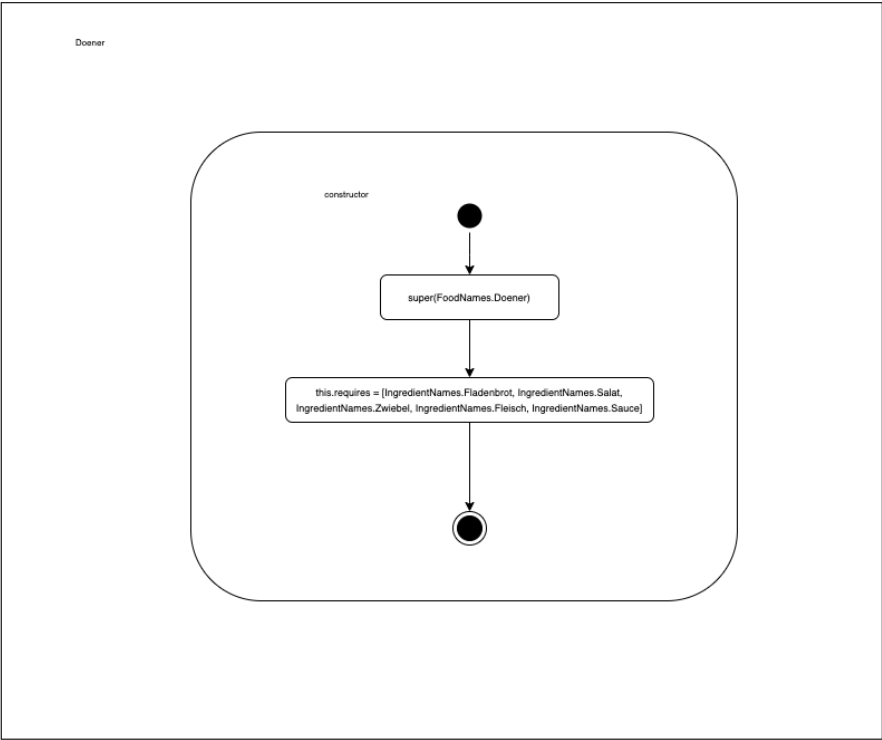 Doener
constructor
super(FoodNames.Doener)
this.requires = [IngredientNames.Fladenbrot, IngredientNames.Salat,
IngredientNames.Zwiebel, IngredientNames.Fleisch, IngredientNames.Sauce]